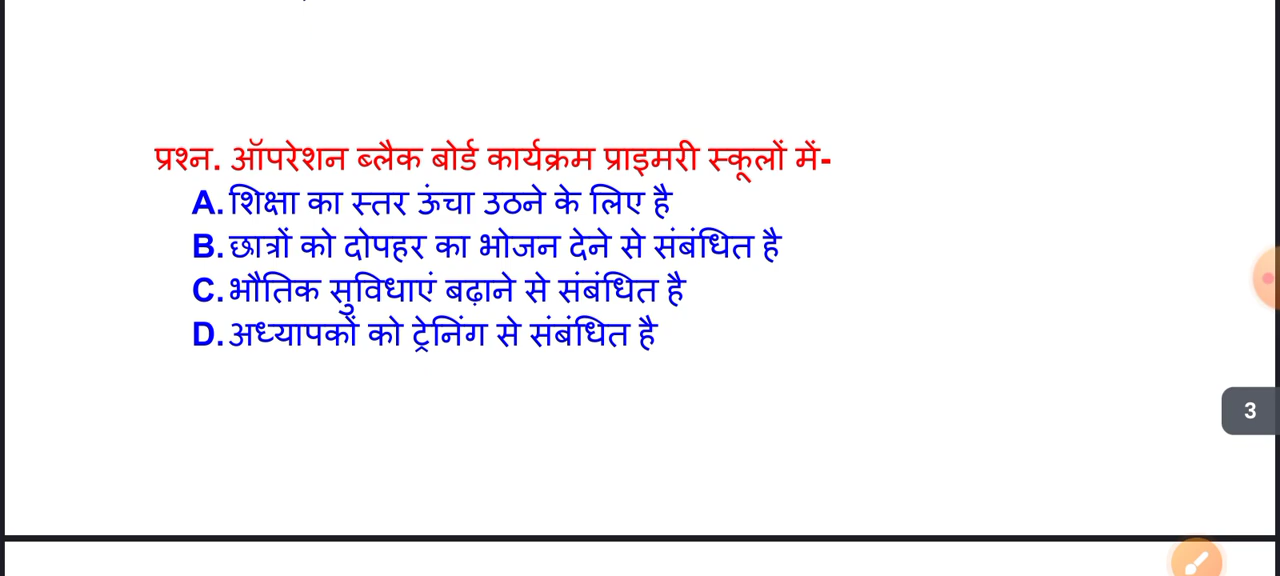 प्रश्न. ऑपरेशन ब्लैक बोर्ड कार्यक्रम प्राइमरी स्कूलों में-
A. शिक्षा का स्तर ऊंचा उठने के लिए है
B. छात्रों को दोपहर का भोजन देने से संबंधित है
C. भौतिक सुविधाएं बढ़ाने से संबंधित है
D. अध्यापकों को ट्रेनिंग से संबंधित है
3